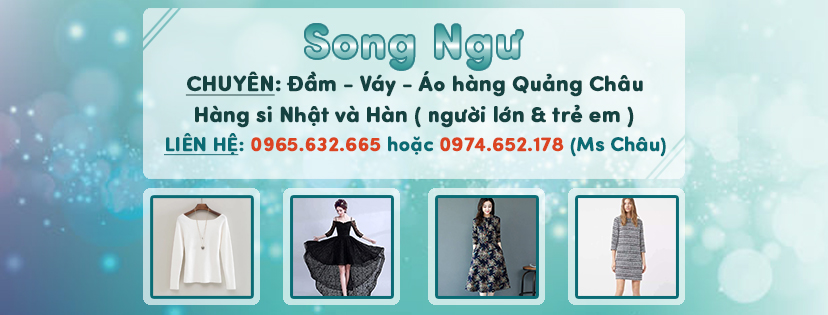 Song Ngư
CHUYÊN: Đầm - Váy - Áo hàng Quảng Châu
Hàng si Nhật và Hàn ( người lớn & trẻ em )
LIÊN HỆ: 0965.632.665 hoặc 0974.652.178 (Ms Châu)